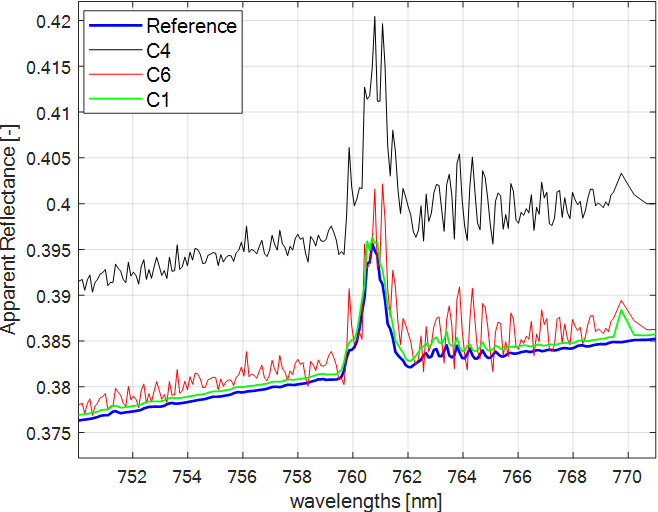 0.42
0.415
0.41
0.405
0.4
0.395
0.39
0.385
0.38
0.375
Apparent Reflectance [-]
Reference
C4
C6
C1
752 754 756 758 760 762 764 766 768 770
wavelengths [nm]